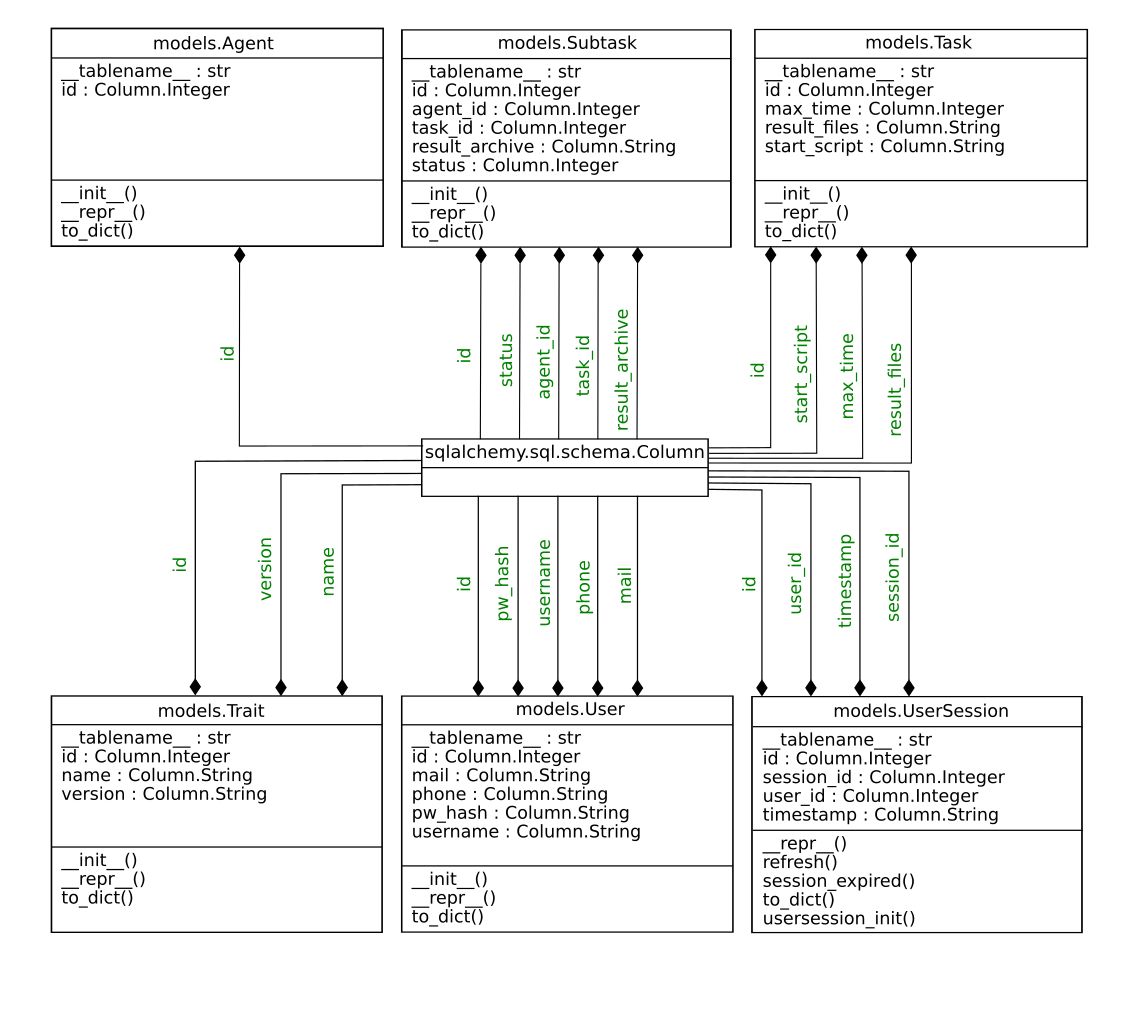 models.Agent
__tablename__ : str
id : Column.Integer
__init__()
__repr__()
to_dict()
models.Subtask
__tablename__ : str
id : Column.Integer
agent_id : Column.Integer
task_id : Column.Integer
result_archive : Column.String
status : Column.Integer
__init__()
__repr__()
to_dict()
models.Task
__tablename__ : str
id : Column.Integer
max_time : Column.Integer
result_files : Column.String
start_script : Column.String
__init__()
__repr__()
to_dict()
id
id
status
agent_id
task_id
result_archive
id
start_script
max_time
result_files
sqlalchemy.sql.schema.Column
id
version
name
id
pw_hash
username
phone
mail
id
user_id
timestamp
session_id
models.Trait
__tablename__ : str
id : Column.Integer
name : Column.String
version : Column.String
__init__()
__repr__()
to_dict()
models.User
__tablename__ : str
id : Column.Integer
mail : Column.String
phone : Column.String
pw_hash : Column.String
username : Column.String
__init__()
__repr__()
to_dict()
models.UserSession
__tablename__ : str
id : Column.Integer
session_id : Column.Integer
user_id : Column.Integer
timestamp : Column.String
__repr__()
refresh()
session_expired()
to_dict()
usersession_init()